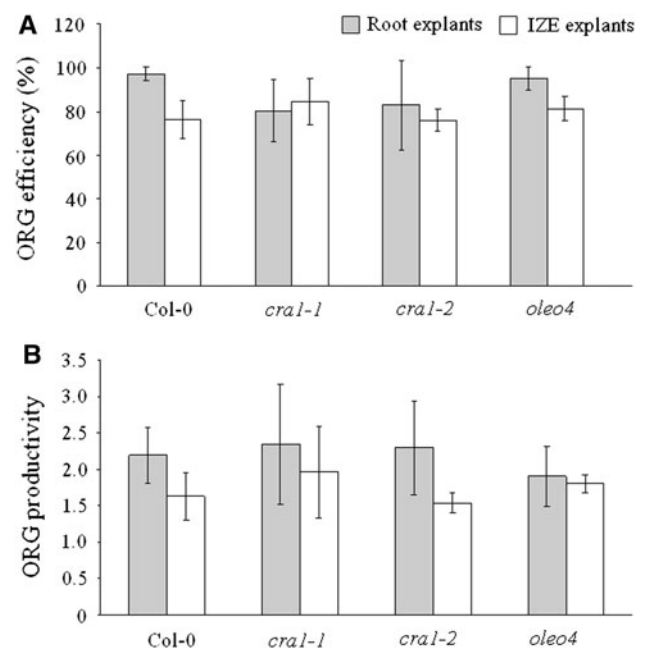 A
Root explants IZE explants
ORG efficiency (%)
120
100
80
60
40
20
0
Col-0 cra1-1 cra1-2 oleo4
B
ORG productivity
3.5
3.0
2.5
2.0
1.5
1.0
0.5
0
Col-0 cra1-1 cra1-2 oleo4